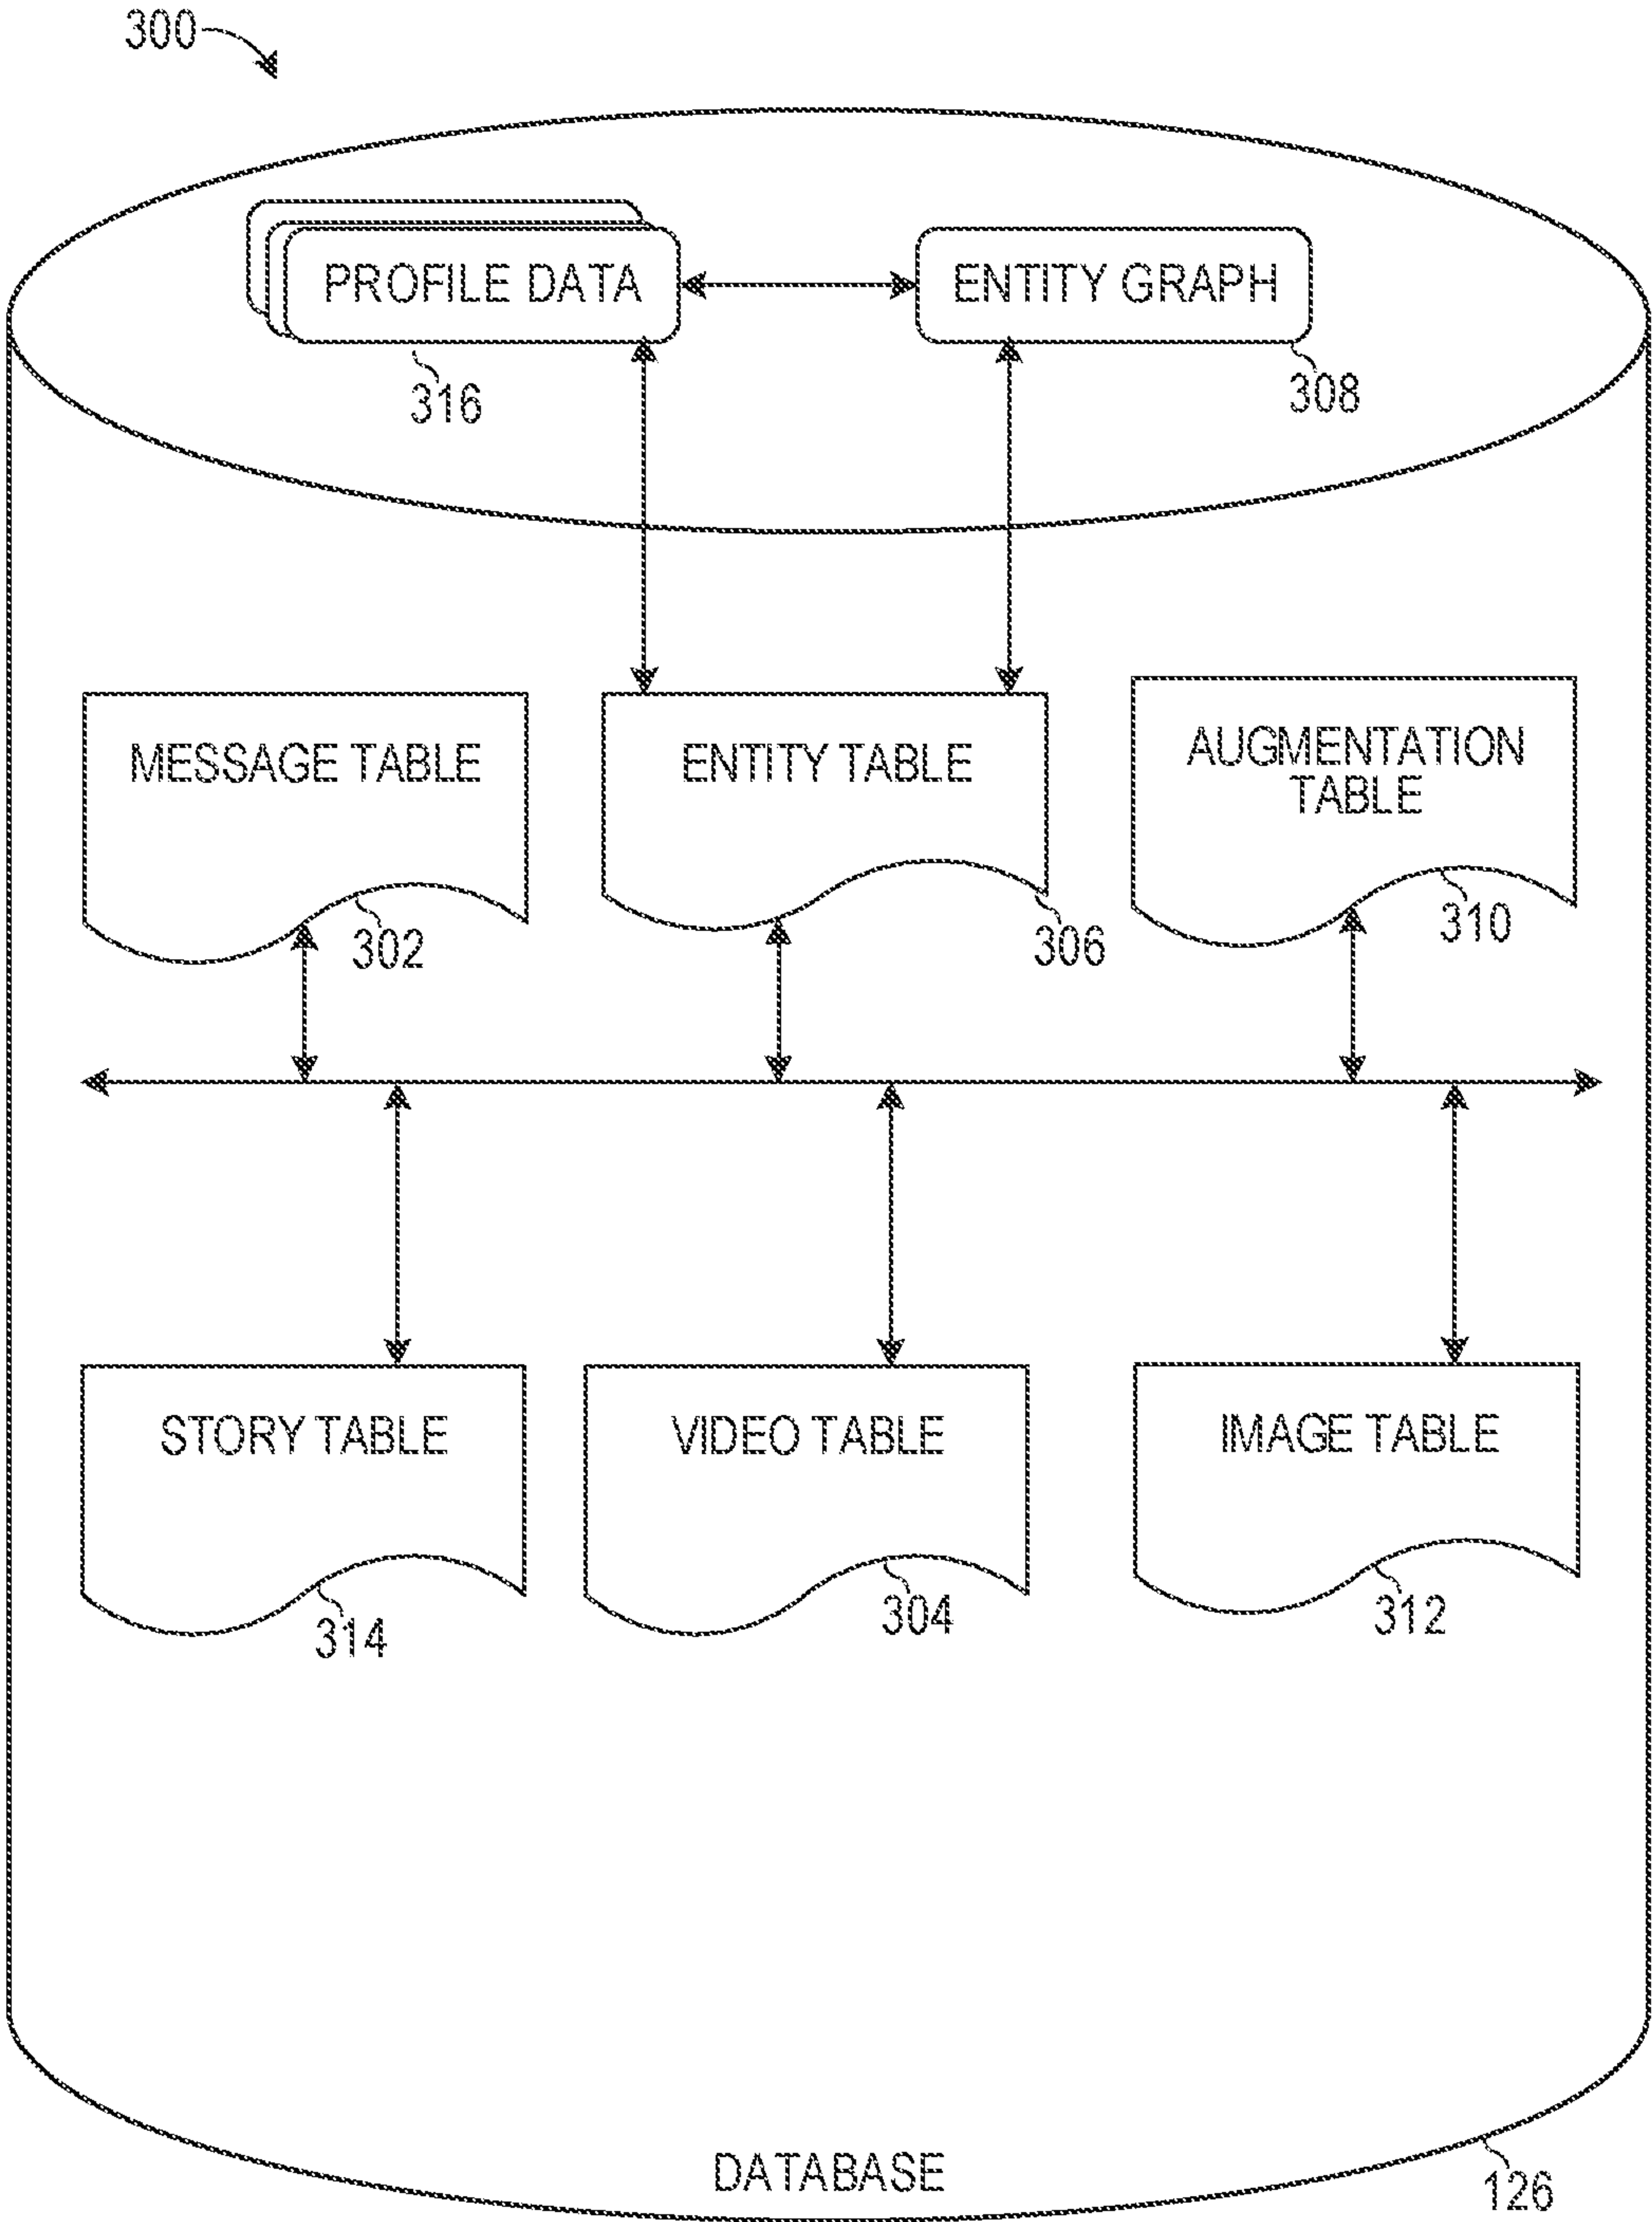 300
PROFILE DATA
ENTITY GRAPH
316
308
MESSAGE TABLE
ENTITY TABLE
AUGMENTATION
TABLE
302
306
310
STORY TABLE
VIDEO TABLE
IMAGE TABLE
314
304
312
DATABASE
126